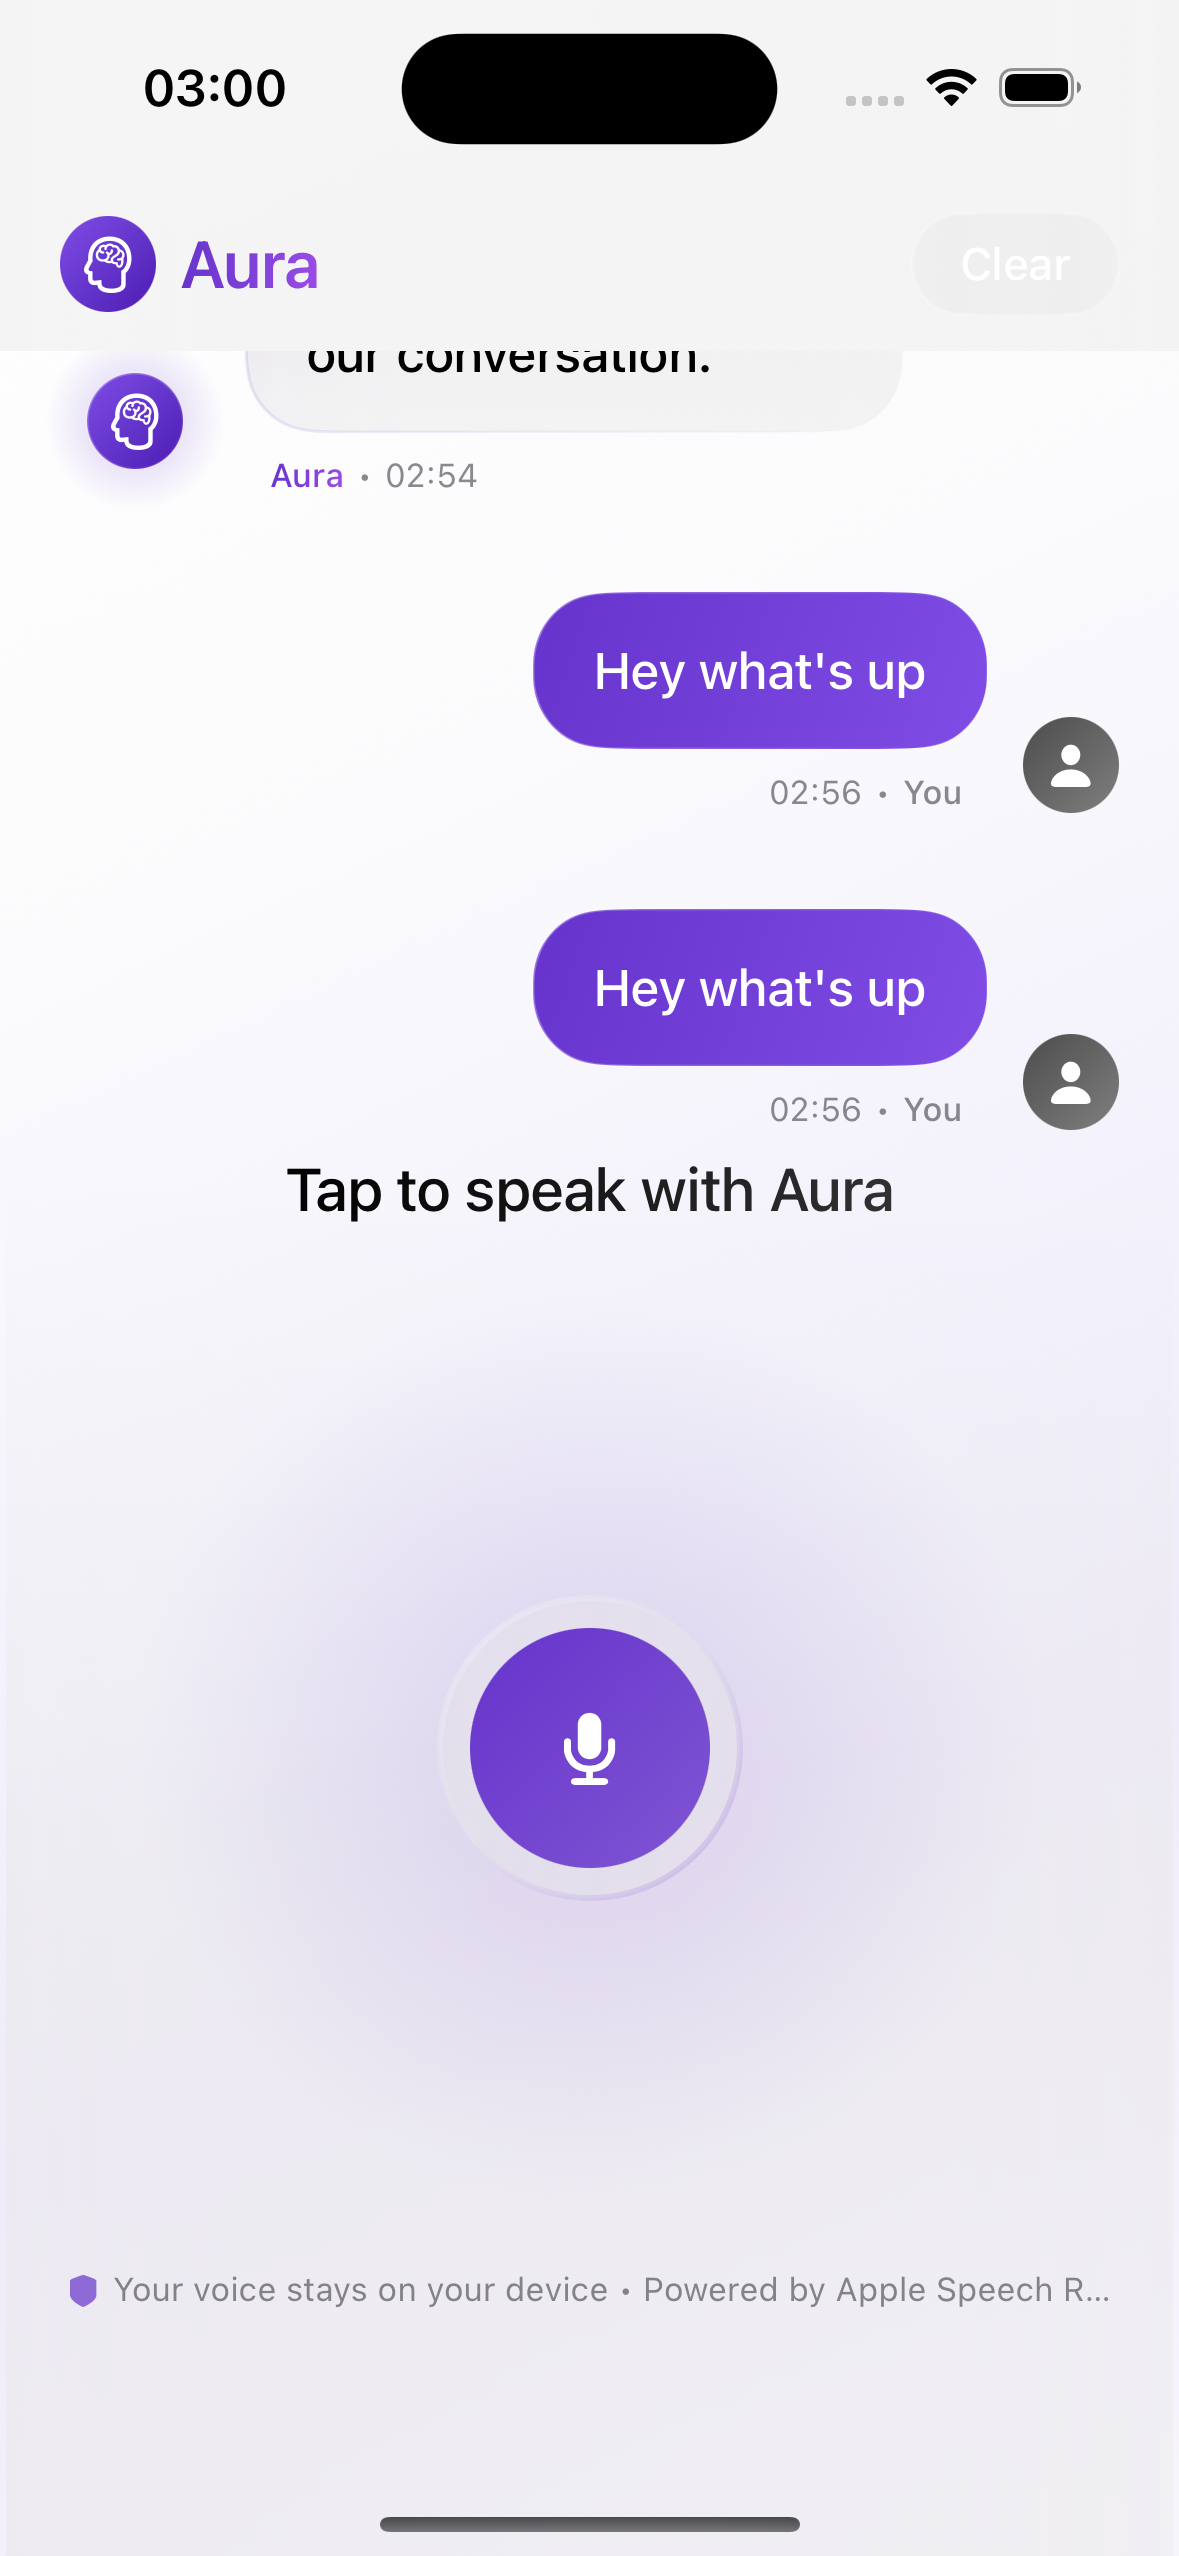 03:00
Aura
Clear
our conversation.
Aura • 02:54
Hey what's up
02:56 • You
Hey what's up
02:56 • You
Tap to speak with Aura
Your voice stays on your device • Powered by Apple Speech R...